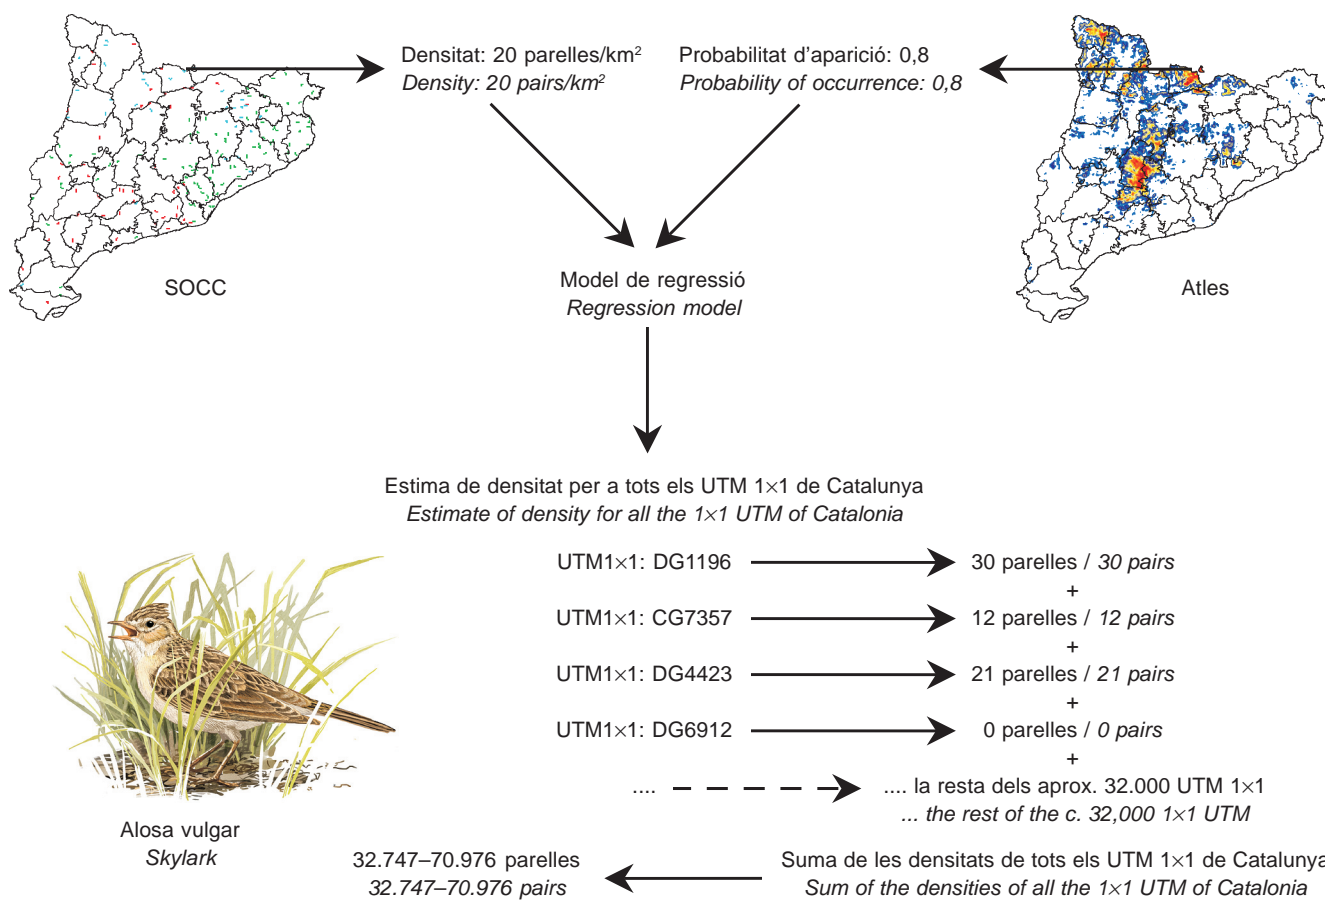 Densitat: 20 parelles/km²
Density: 20 pairs/km²
Probabilitat d'aparició: 0,8
Probability of occurrence: 0,8
SOCC
Atles
Model de regressió
Regression model
Estima de densitat per a tots els UTM 1×1 de Catalunya
Estimate of density for all the 1×1 UTM of Catalonia
UTM1×1: DG1196
30 parelles / 30 pairs
+
UTM1×1: CG7357
12 parelles / 12 pairs
+
UTM1×1: DG4423
21 parelles / 21 pairs
+
UTM1×1: DG6912
0 parelles / 0 pairs
+
....
.... la resta dels aprox. 32.000 UTM 1×1
... the rest of the c. 32,000 1×1 UTM
Alosa vulgar
Skylark
32.747–70.976 parelles
32.747–70.976 pairs
Suma de les densitats de tots els UTM 1×1 de Catalunya
Sum of the densities of all the 1×1 UTM of Catalonia